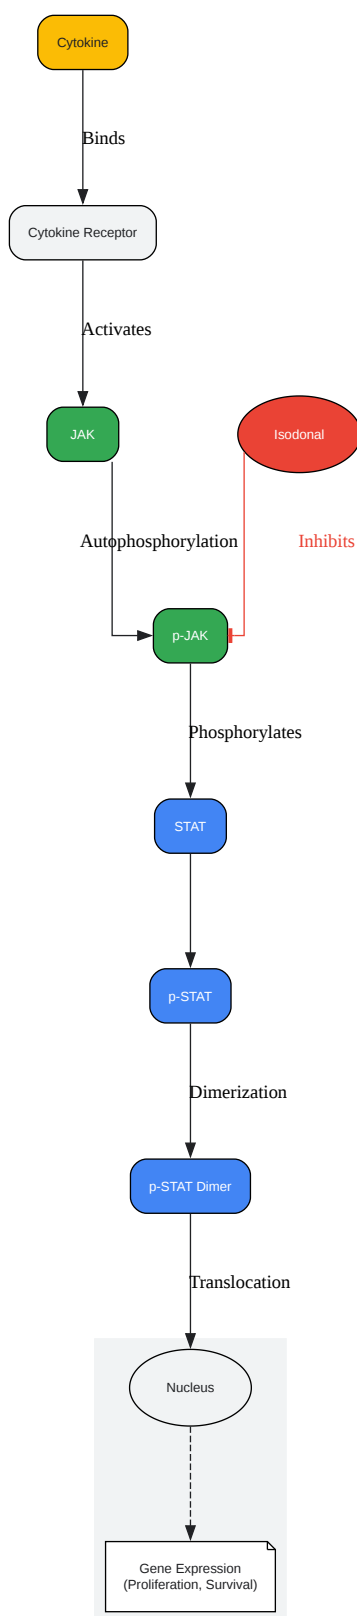 Cytokine
Binds
Cytokine Receptor
Activates
JAK
Isodonal
Autophosphorylation
Inhibits
p-JAK
Phosphorylates
STAT
p-STAT
Dimerization
p-STAT Dimer
Translocation
Nucleus
Gene Expression
(Proliferation, Survival)